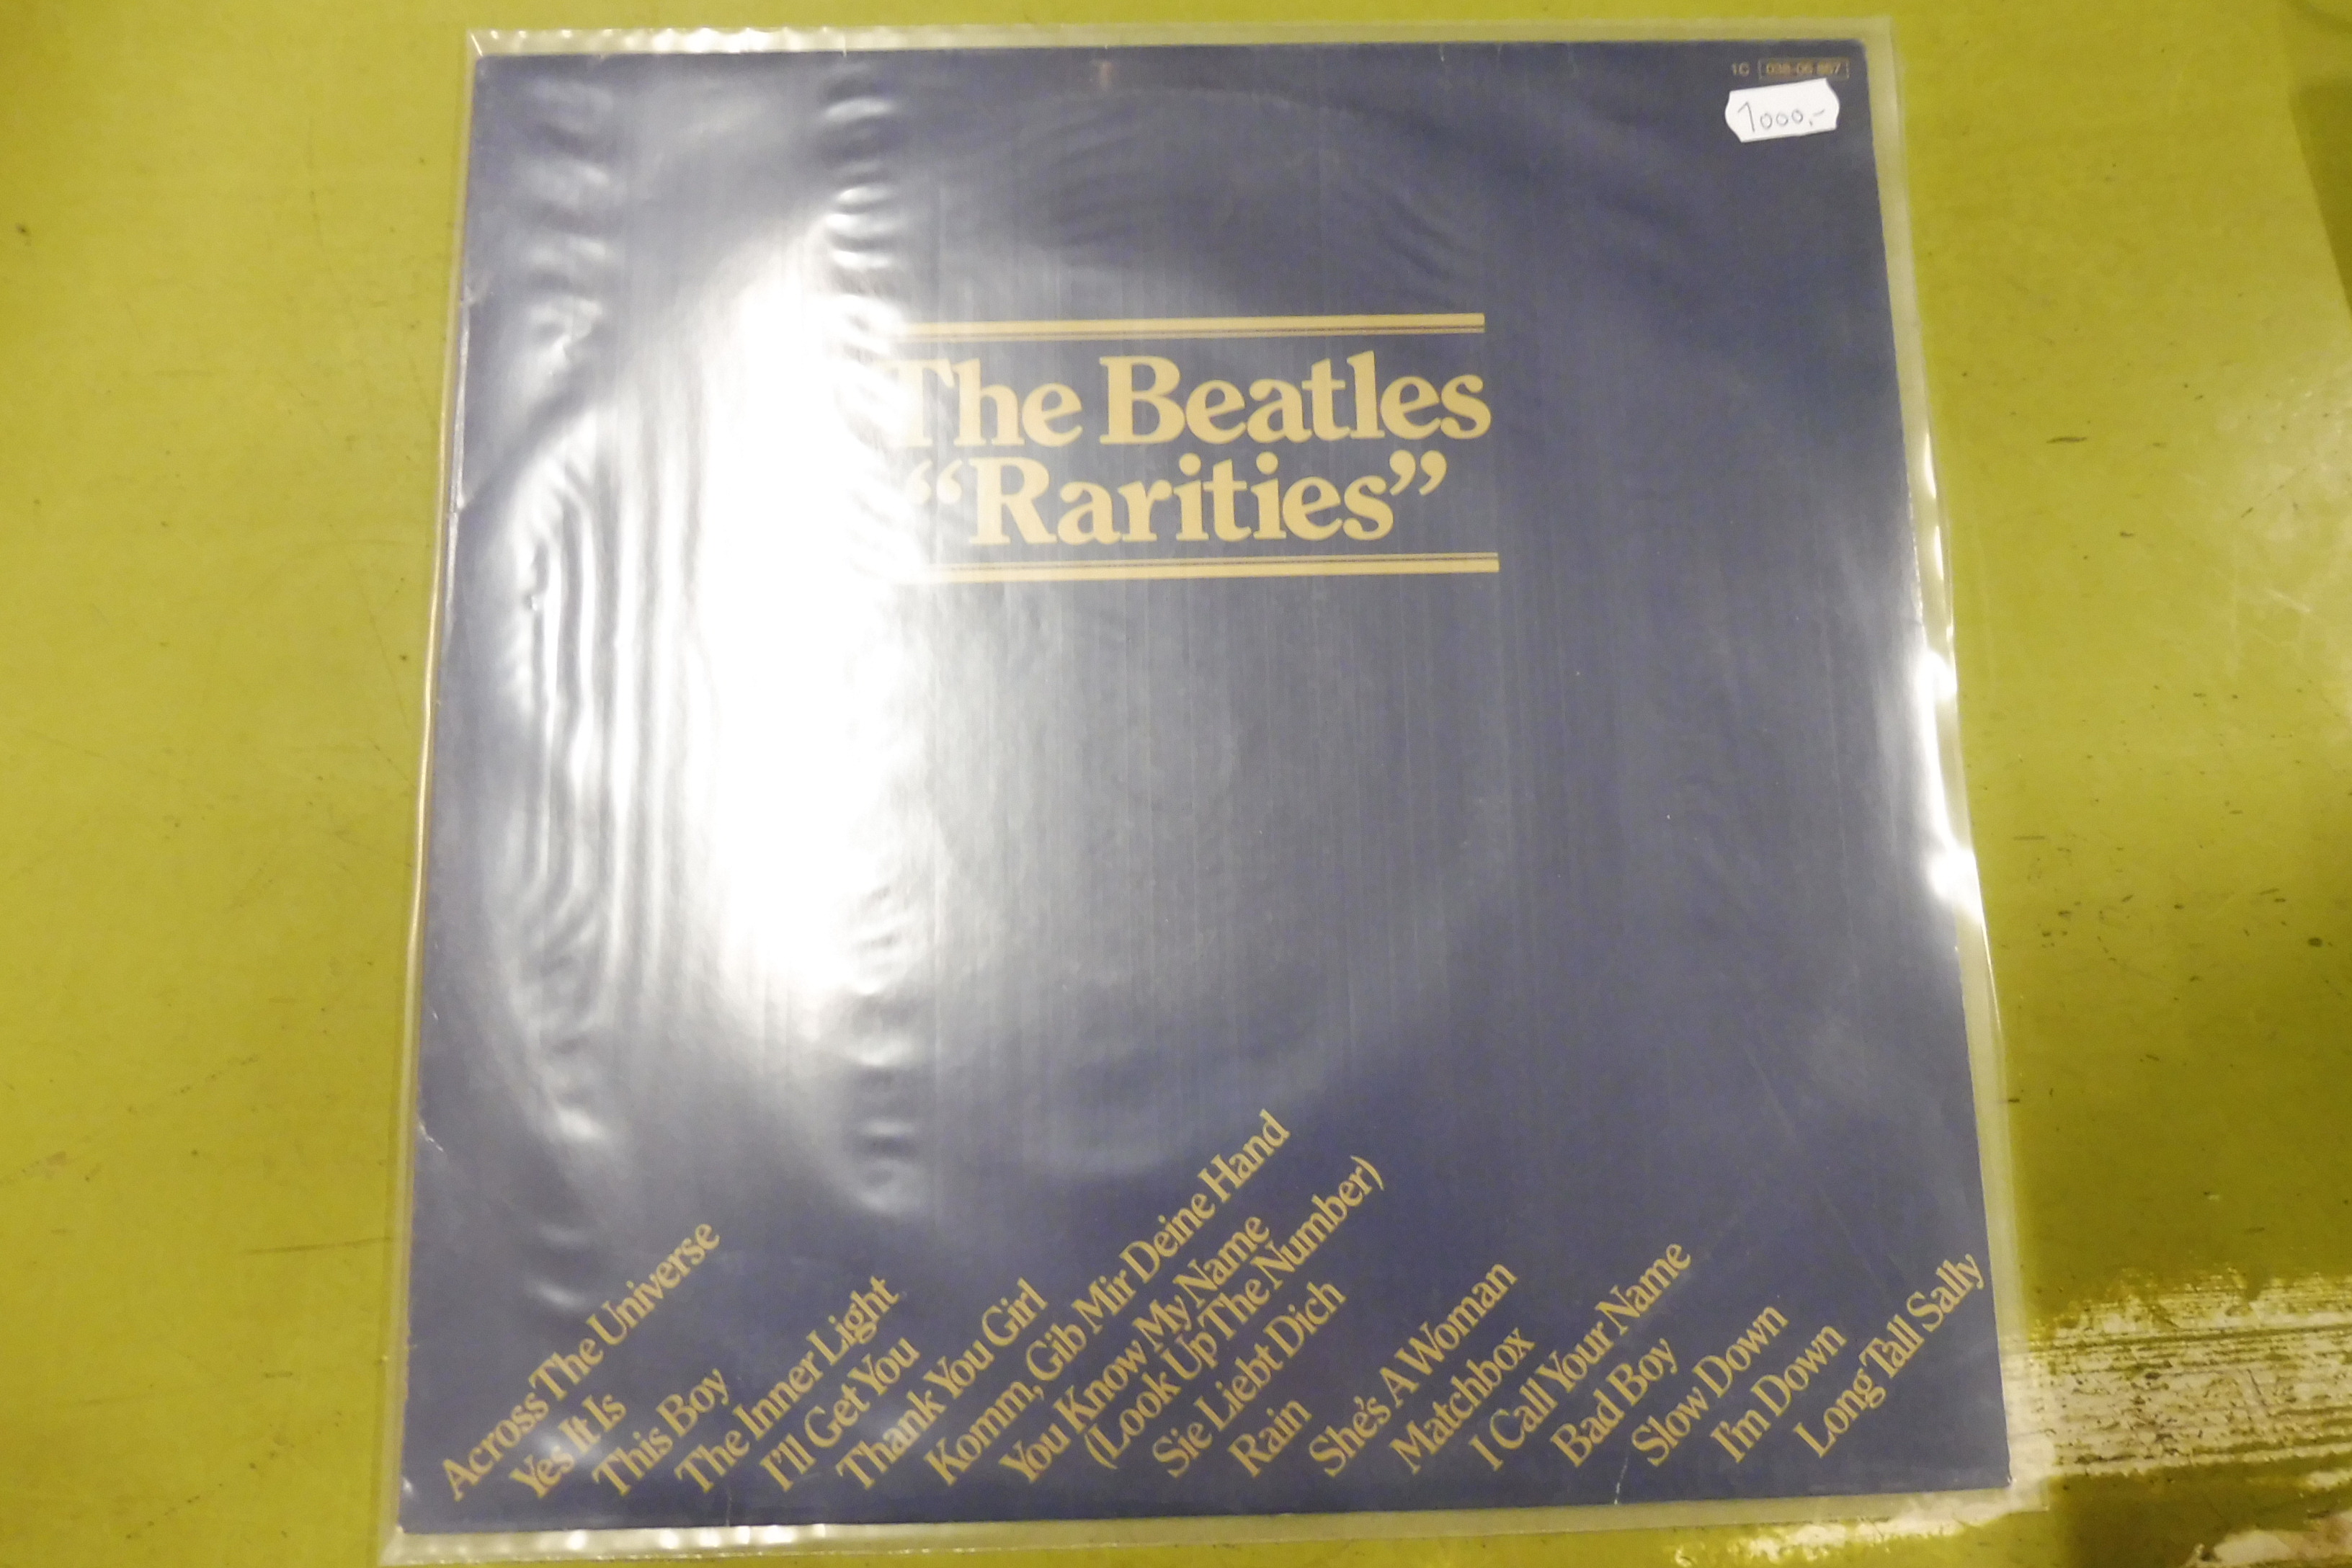 1C 038-05 867
1000,-
The Beatles
“Rarities”
Across The Universe
Yes It Is
This Boy
The Inner Light
I'll Get You
Thank You Girl
Komm, Gib Mir Deine Hand
You Know My Name
(Look Up The Number)
Sie Liebt Dich
Rain
She's A Woman
Matchbox
I Call Your Name
Bad Boy
Slow Down
I'm Down
Long Tall Sally